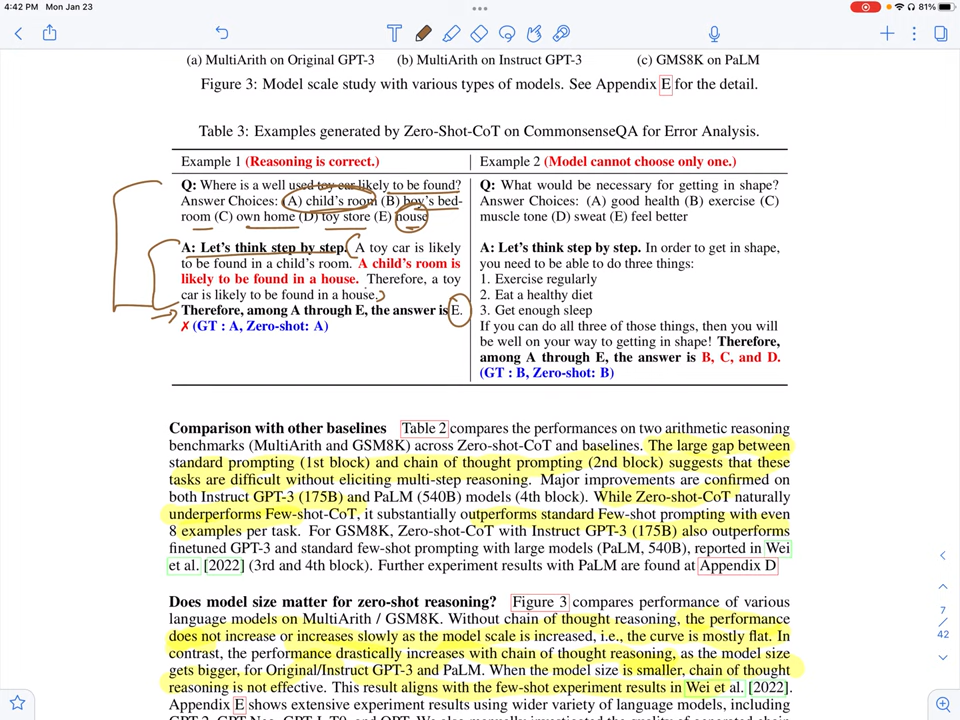 4:42 PM Mon Jan 23
81%
(a) MultiArith on Original GPT-3 (b) MultiArith on Instruct GPT-3 (c) GMS8K on PaLM
Figure 3: Model scale study with various types of models. See Appendix E for the detail.
Table 3: Examples generated by Zero-Shot-CoT on CommonsenseQA for Error Analysis.
Example 1 (Reasoning is correct.)
Q: Where is a well used toy car likely to be found?
Answer Choices: (A) child's room (B) boy's bed-
room (C) own home (D) toy store (E) house
A: Let's think step by step. A toy car is likely
to be found in a child's room. A child's room is
likely to be found in a house. Therefore, a toy
car is likely to be found in a house.
Therefore, among A through E, the answer is E.
✗ (GT : A, Zero-shot: A)
Example 2 (Model cannot choose only one.)
Q: What would be necessary for getting in shape?
Answer Choices: (A) good health (B) exercise (C)
muscle tone (D) sweat (E) feel better
A: Let's think step by step. In order to get in shape,
you need to be able to do three things:
1. Exercise regularly
2. Eat a healthy diet
3. Get enough sleep
If you can do all three of those things, then you will
be well on your way to getting in shape! Therefore,
among A through E, the answer is B, C, and D.
(GT : B, Zero-shot: B)
Comparison with other baselines Table 2 compares the performances on two arithmetic reasoning
benchmarks (MultiArith and GSM8K) across Zero-shot-CoT and baselines. The large gap between
standard prompting (1st block) and chain of thought prompting (2nd block) suggests that these
tasks are difficult without eliciting multi-step reasoning. Major improvements are confirmed on
both Instruct GPT-3 (175B) and PaLM (540B) models (4th block). While Zero-shot-CoT naturally
underperforms Few-shot-CoT, it substantially outperforms standard Few-shot prompting with even
8 examples per task. For GSM8K, Zero-shot-CoT with Instruct GPT-3 (175B) also outperforms
finetuned GPT-3 and standard few-shot prompting with large models (PaLM, 540B), reported in Wei
et al. [2022] (3rd and 4th block). Further experiment results with PaLM are found at Appendix D
Does model size matter for zero-shot reasoning? Figure 3 compares performance of various
language models on MultiArith / GSM8K. Without chain of thought reasoning, the performance
does not increase or increases slowly as the model scale is increased, i.e., the curve is mostly flat. In
contrast, the performance drastically increases with chain of thought reasoning, as the model size
gets bigger, for Original/Instruct GPT-3 and PaLM. When the model size is smaller, chain of thought
reasoning is not effective. This result aligns with the few-shot experiment results in Wei et al. [2022].
Appendix E shows extensive experiment results using wider variety of language models, including
7
/
42